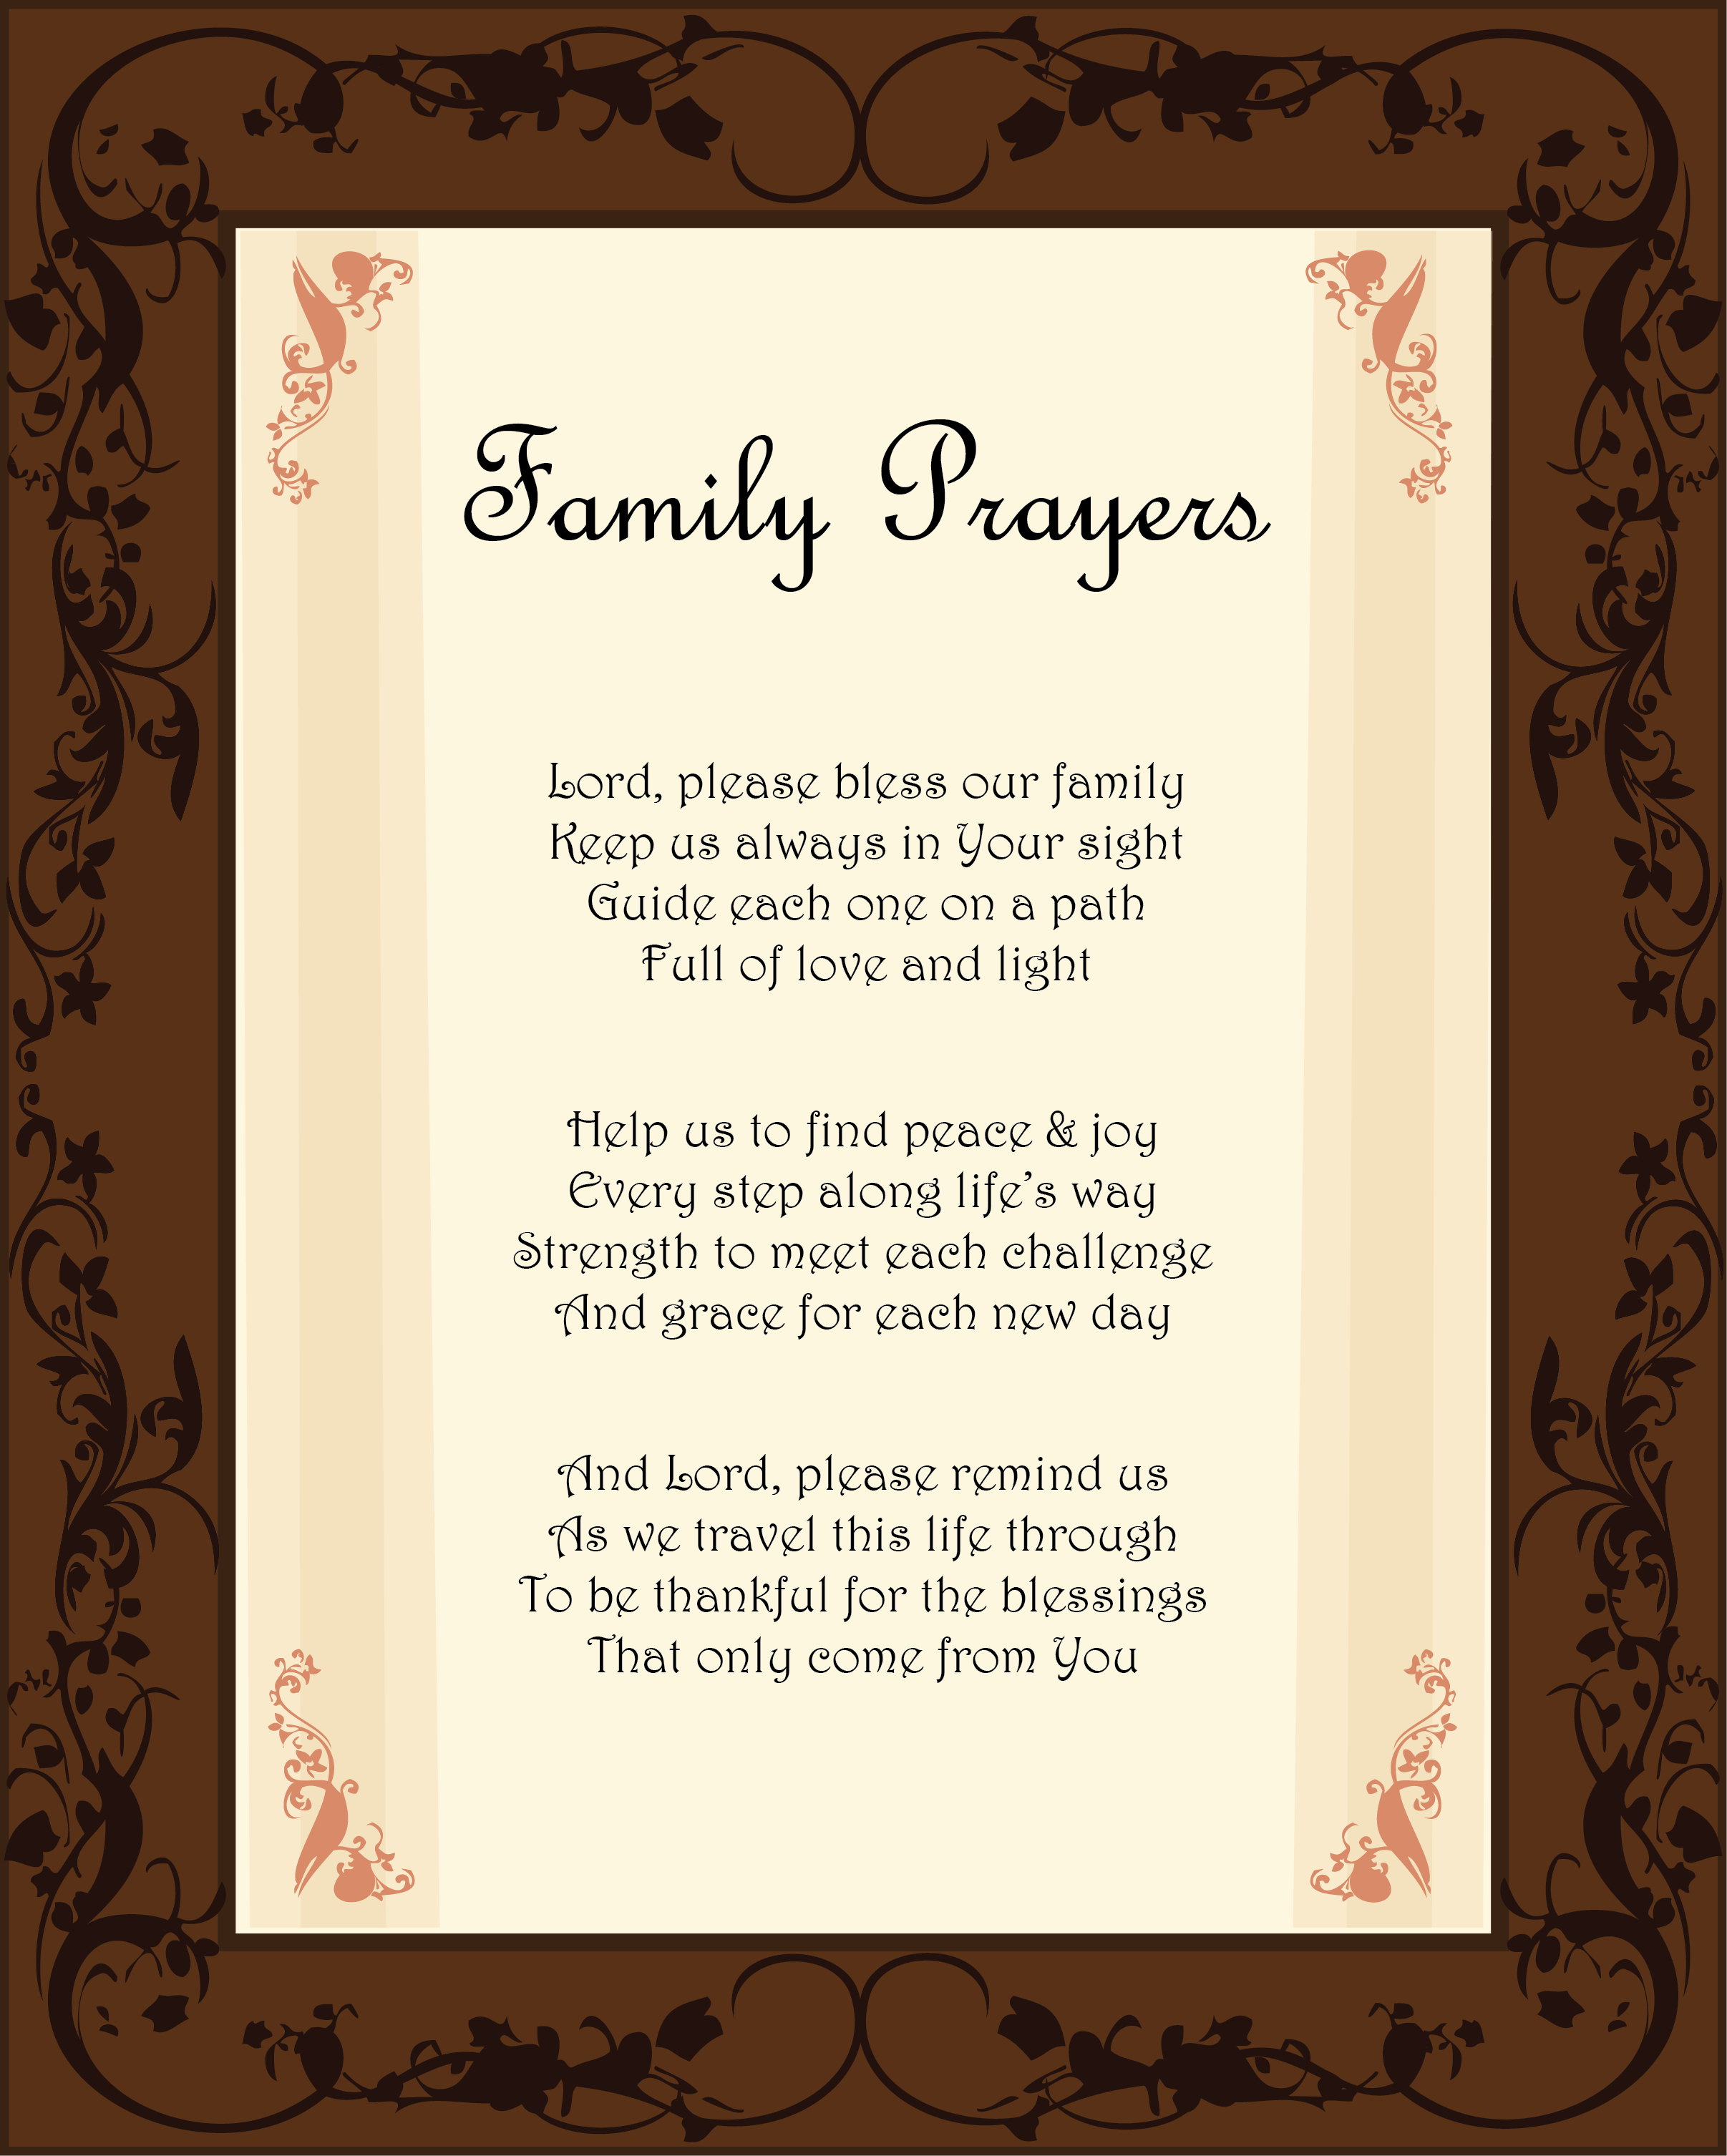 Family Prayers
Lord, please bless our family
Keep us always in Your sight
Guide each one on a path
Full of love and light
Help us to find peace & joy
Every step along life’s way
Strength to meet each challenge
And grace for each new day
And Lord, please remind us
As we travel this life through
To be thankful for the blessings
That only come from You